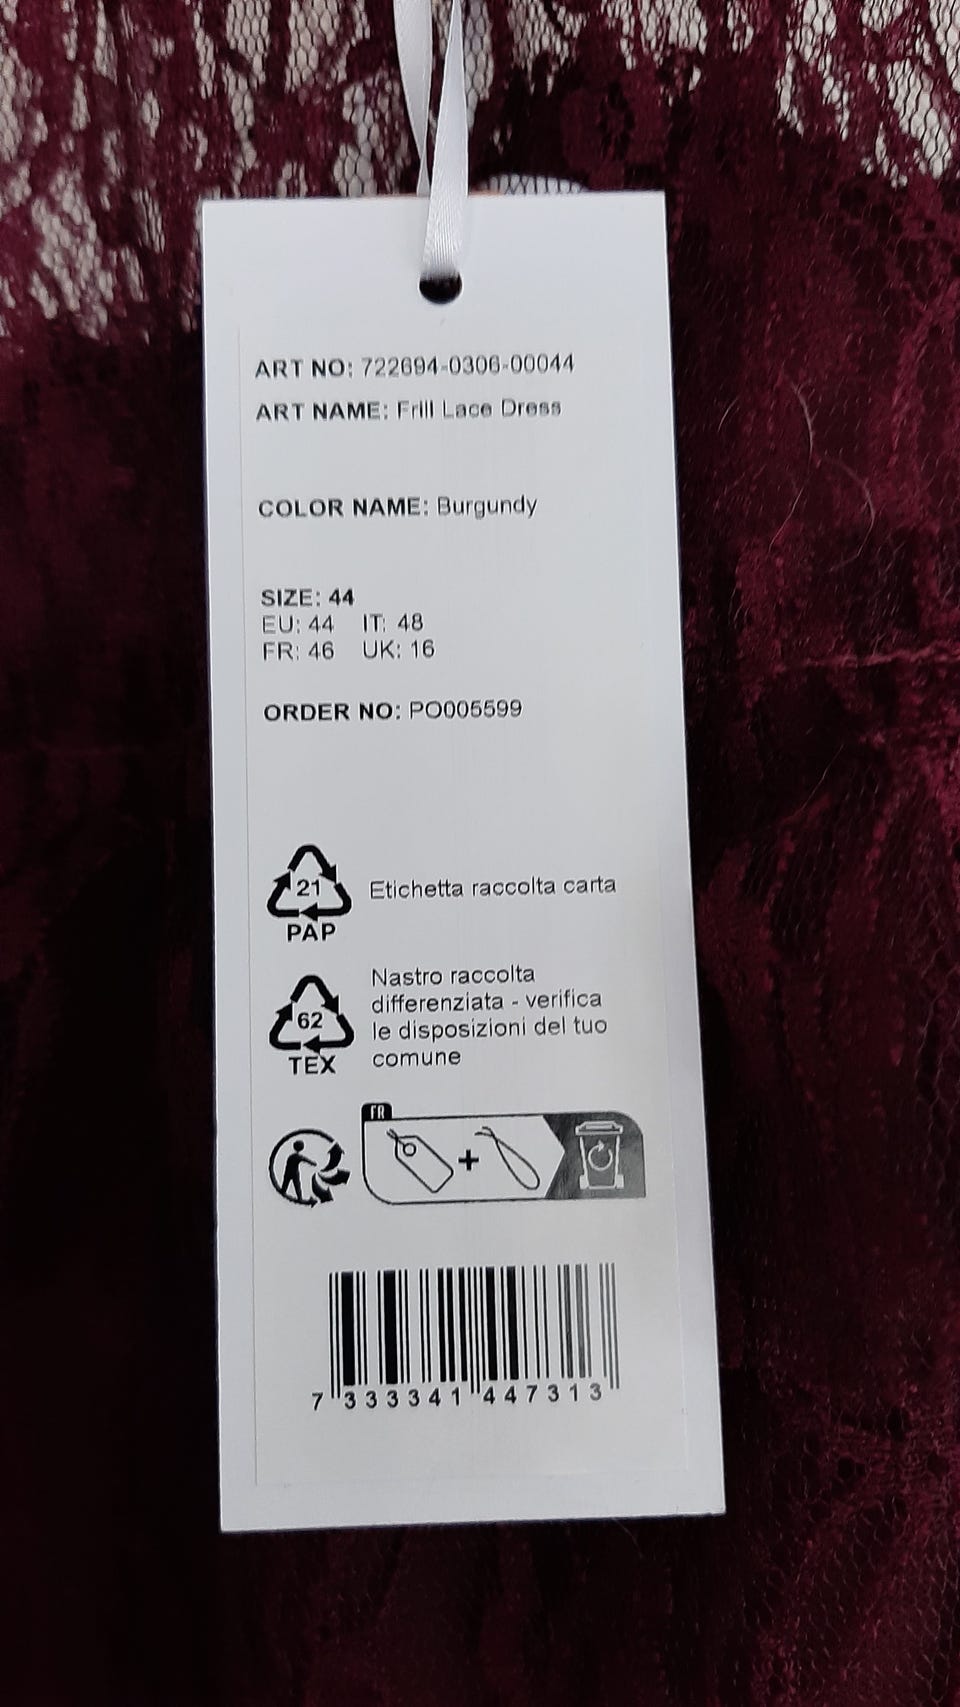 ART NO: 722694-0306-00044
ART NAME: Frill Lace Dress
COLOR NAME: Burgundy
SIZE: 44
EU: 44 IT: 48
FR: 46 UK: 16
ORDER NO: PO005599
21
PAP
Etichetta raccolta carta
62
TEX
Nastro raccolta
differenziata - verifica
le disposizioni del tuo
comune
FR
+
7 333341 447313